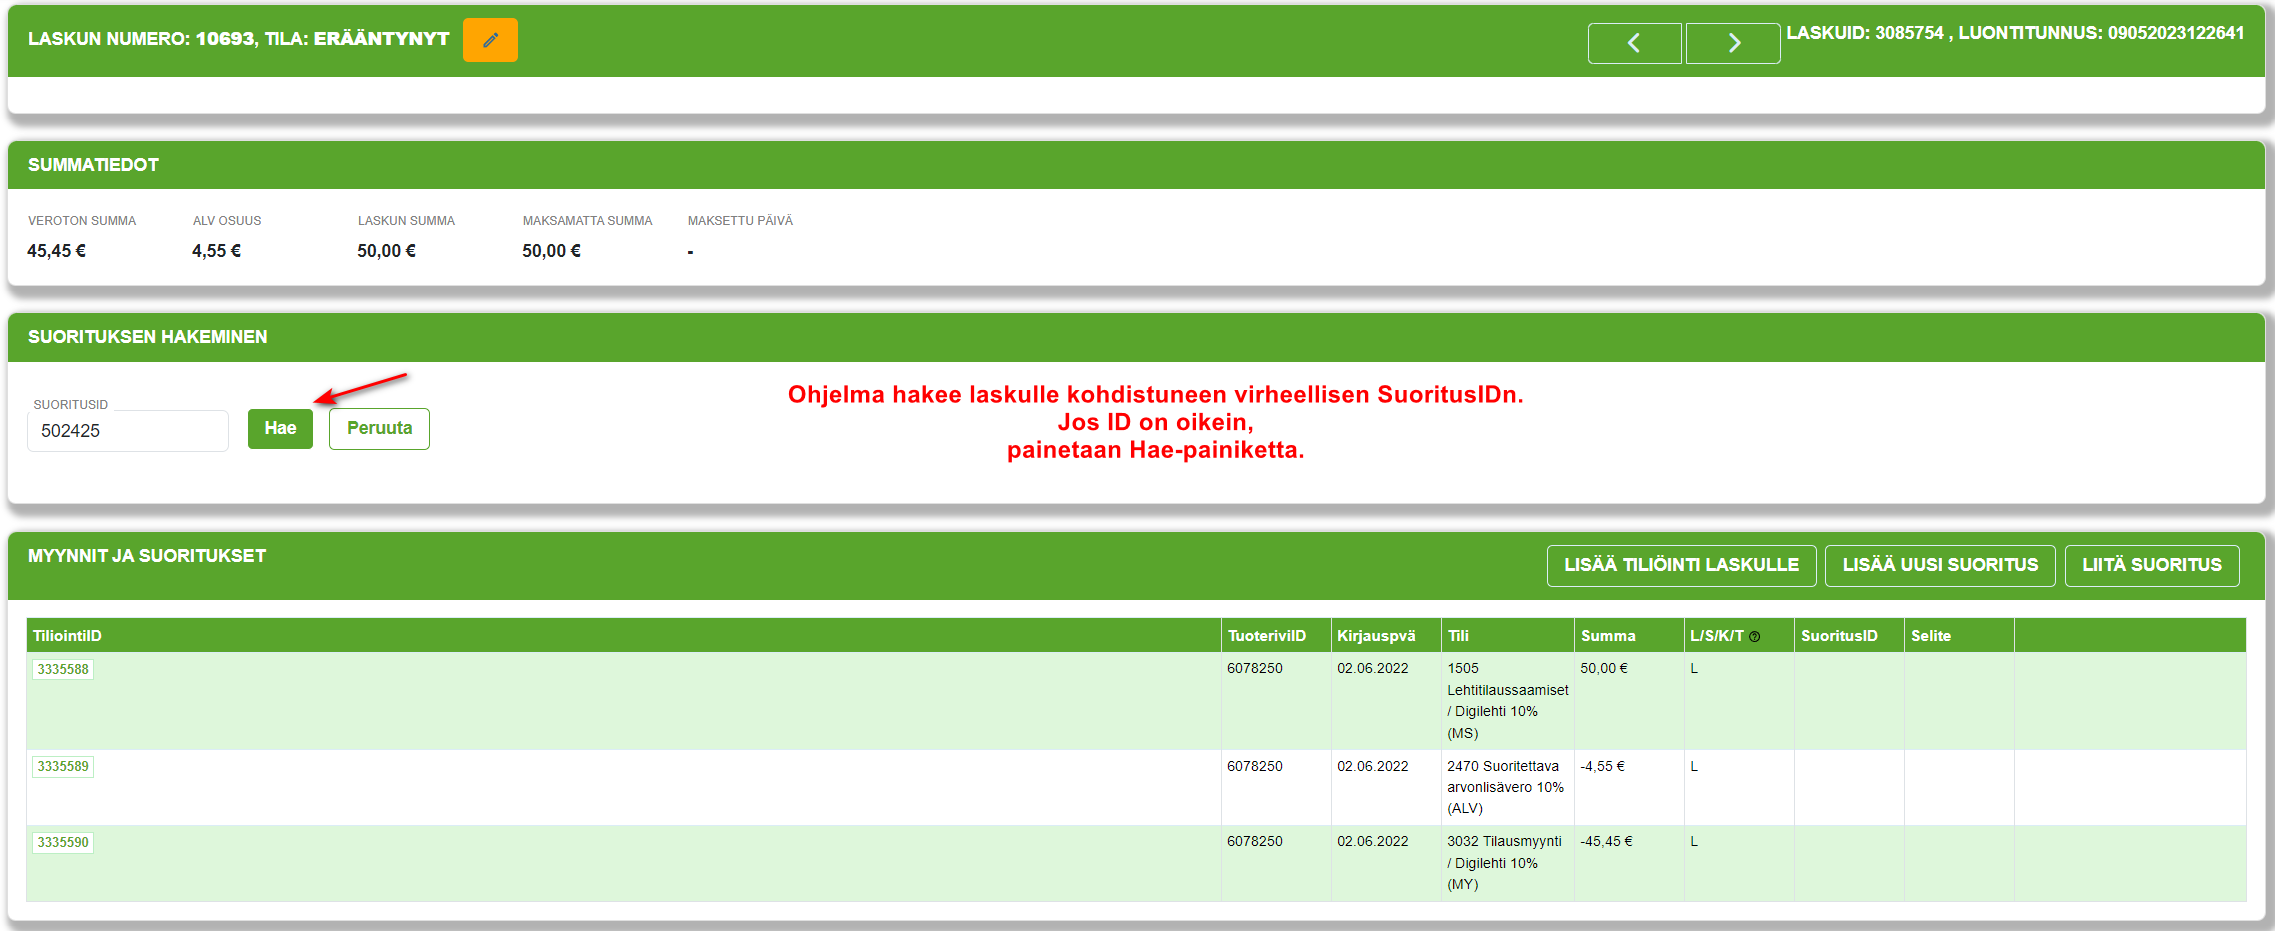 LASKUN NUMERO: 10693, TILA: ERÄÄNTYNYT
LASKUID: 3085754 , LUONTITUNNUS: 09052023122641
SUMMATIEDOT
VEROTON SUMMA ALV OSUUS LASKUN SUMMA MAKSAMATTA SUMMA MAKSETTU PÄIVÄ
45,45 € 4,55 € 50,00 € 50,00 € -
SUORITUKSEN HAKEMINEN
SUORITUSID
502425 Hae Peruuta
Ohjelma hakee laskulle kohdistuneen virheellisen SuoritusIDn.
Jos ID on oikein,
painetaan Hae-painiketta.
MYYNNIT JA SUORITUKSET LISÄÄ TILIÖINTI LASKULLE LISÄÄ UUSI SUORITUS LIITÄ SUORITUS
TiliointiID TuoteriviID Kirjauspvä Tili Summa L/S/K/T SuoritusID Selite
3335588 6078250 02.06.2022 1505 50,00 € L
Lehtitilaussaamiset
/ Digilehti 10%
(MS)
3335589 6078250 02.06.2022 2470 Suoritettava -4,55 € L
arvonlisävero 10%
(ALV)
3335590 6078250 02.06.2022 3032 Tilausmyynti -45,45 € L
/ Digilehti 10%
(MY)